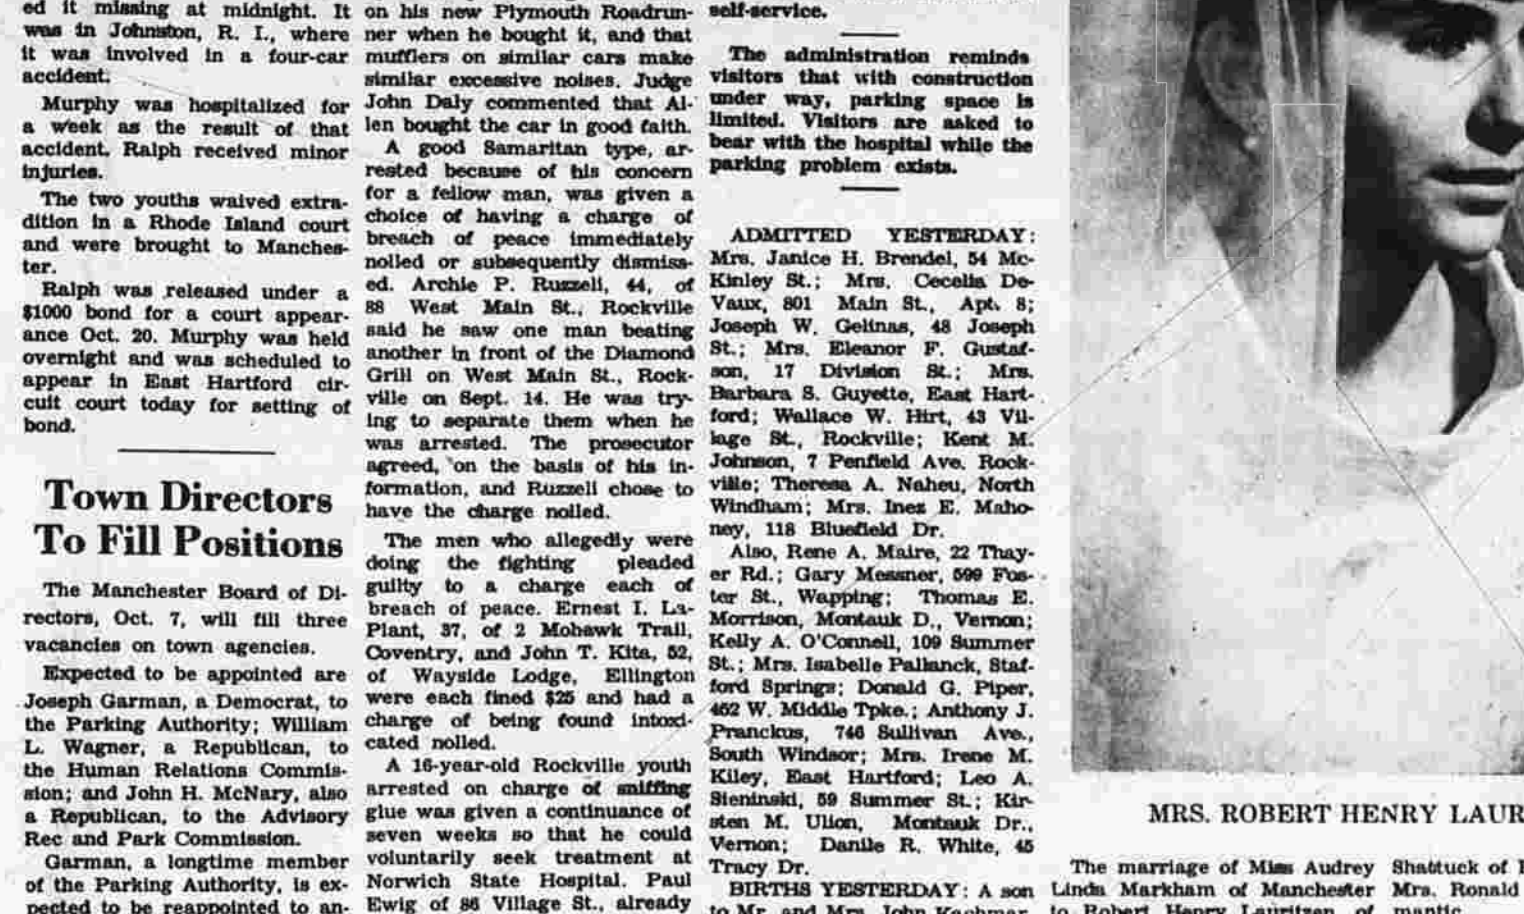 ed it missing at midnight. It
was in Johnston, R. I., where
it was involved in a four-car
accident.
Murphy was hospitalized for
a week as the result of that
accident. Ralph received minor
injuries.
The two youths waived extra-
dition in a Rhode Island court
and were brought to Manches-
ter.
Ralph was released under a
$1000 bond for a court appear-
ance Oct. 20. Murphy was held
overnight and was scheduled to
appear in East Hartford cir-
cuit court today for setting of
bond.
Town Directors
To Fill Positions
The Manchester Board of Di-
rectors, Oct. 7, will fill three
vacancies on town agencies.
Expected to be appointed are
Joseph Garman, a Democrat, to
the Parking Authority; William
L. Wagner, a Republican, to
the Human Relations Commis-
sion; and John H. McNary, also
a Republican, to the Advisory
Rec and Park Commission.
Garman, a longtime member
of the Parking Authority, is ex-
pected to be reappointed to an-
on his new Plymouth Roadrun-
ner when he bought it, and that
mufflers on similar cars make
similar excessive noises. Judge
John Daly commented that Al-
len bought the car in good faith.
A good Samaritan type, ar-
rested because of his concern
for a fellow man, was given a
choice of having a charge of
breach of peace immediately
nolled or subsequently dismiss-
ed. Archie P. Ruzzell, 44, of
88 West Main St., Rockville
said he saw one man beating
another in front of the Diamond
Grill on West Main St., Rock-
ville on Sept. 14. He was try-
ing to separate them when he
was arrested. The prosecutor
agreed, on the basis of his in-
formation, and Ruzzell chose to
have the charge nolled.
The men who allegedly were
doing the fighting pleaded
guilty to a charge each of
breach of peace. Ernest I. La-
Plant, 37, of 2 Mohawk Trail,
Coventry, and John T. Kita, 52,
of Wayside Lodge, Ellington
were each fined $25 and had a
charge of being found intoxi-
cated nolled.
A 16-year-old Rockville youth
arrested on charge of sniffing
glue was given a continuance of
seven weeks so that he could
voluntarily seek treatment at
Norwich State Hospital. Paul
Ewig of 86 Village St., already
self-service.
The administration reminds
visitors that with construction
under way, parking space is
limited. Visitors are asked to
bear with the hospital while the
parking problem exists.
ADMITTED YESTERDAY:
Mrs. Janice H. Brendel, 54 Mc-
Kinley St.; Mrs. Cecelia De-
Vaux, 801 Main St., Apt. 8;
Joseph W. Gelinas, 48 Joseph
St.; Mrs. Eleanor F. Gustaf-
son, 17 Division St.; Mrs.
Barbara S. Guyette, East Hart-
ford; Wallace W. Hirt, 43 Vil-
lage St., Rockville; Kent M.
Johnson, 7 Penfield Ave. Rock-
ville; Theresa A. Naheu, North
Windham; Mrs. Inez E. Maho-
ney, 118 Bluefield Dr.
Also, Rene A. Maire, 22 Thay-
er Rd.; Gary Messner, 599 Fos-
ter St., Wapping; Thomas E.
Morrison, Montauk D., Vernon;
Kelly A. O'Connell, 109 Summer
St.; Mrs. Isabelle Pallanck, Staf-
ford Springs; Donald G. Piper,
462 W. Middle Tpke.; Anthony J.
Pranckus, 746 Sullivan Ave.,
South Windsor; Mrs. Irene M.
Kiley, East Hartford; Leo A.
Sieninski, 59 Summer St.; Kir-
sten M. Ulion, Montauk Dr.,
Vernon; Danile R. White, 45
Tracy Dr.
BIRTHS YESTERDAY: A son
to Mr. and Mrs. John
MRS. ROBERT HENRY LAUR
The marriage of Miss Audrey
Linda Markham of Manchester
to Robert Henry Lauritzen of
Shattuck of
Mrs. Ronald
mantic